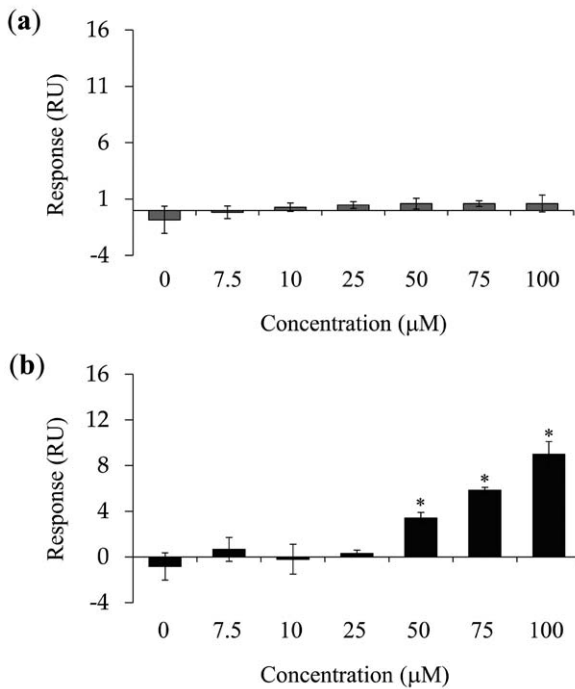 (a)
16
11
6
1
-4
Response (RU)
0 7.5 10 25 50 75 100
Concentration (μM)
(b)
16
12
8
4
0
-4
Response (RU)
* * *
0 7.5 10 25 50 75 100
Concentration (μM)